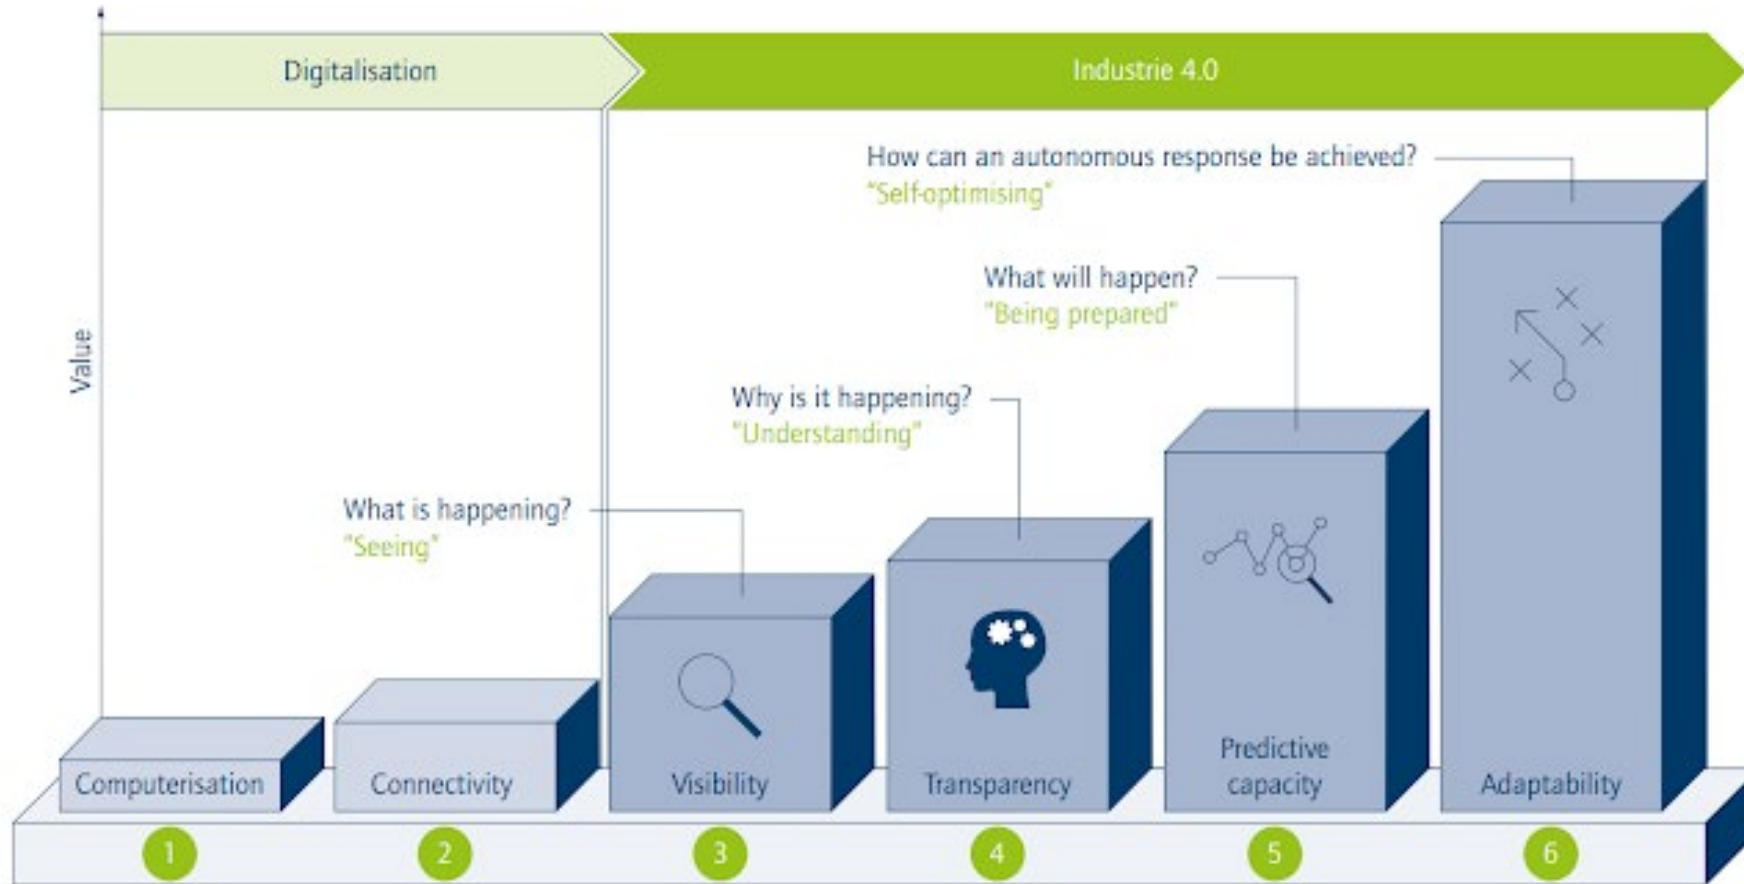 Digitalisation
Industrie 4.0
How can an autonomous response be achieved?
"Self-optimising"
What will happen?
"Being prepared"
Value
Why is it happening?
"Understanding"
What is happening?
"Seeing"
Computerisation
Connectivity
Visibility
Transparency
Predictive
capacity
Adaptability
1
2
3
4
5
6